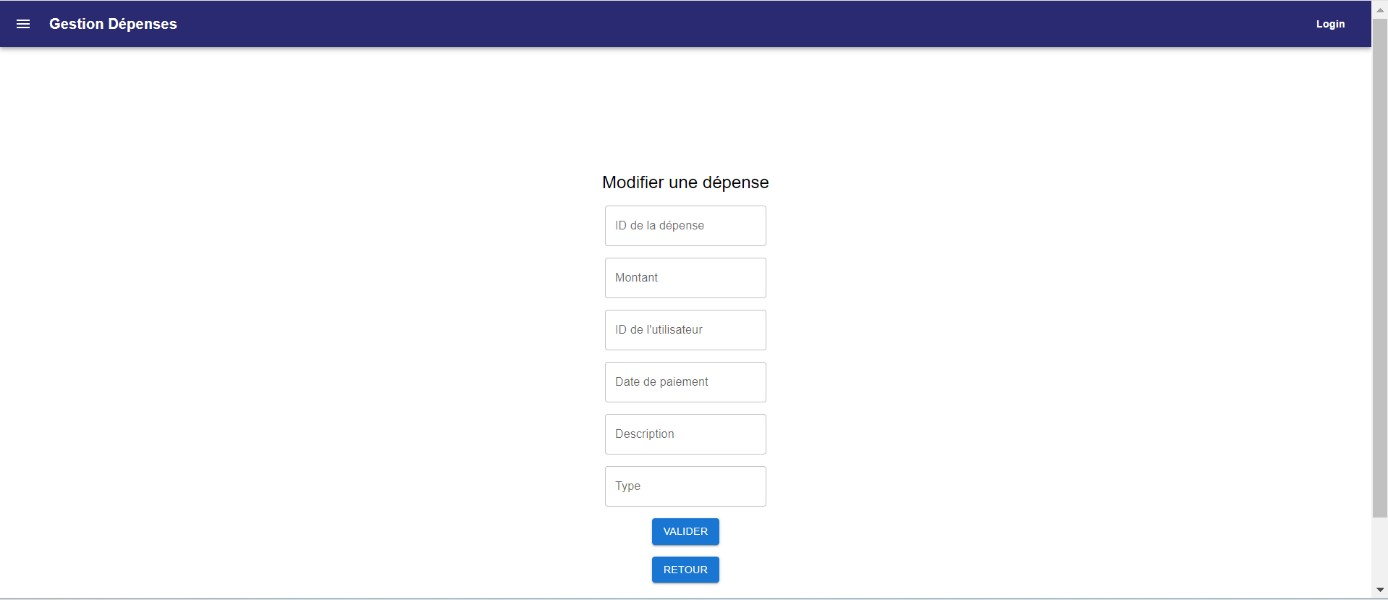 Gestion Dépenses
Login
Modifier une dépense
ID de la dépense
Montant
ID de l'utilisateur
Date de paiement
Description
Type
VALIDER
RETOUR